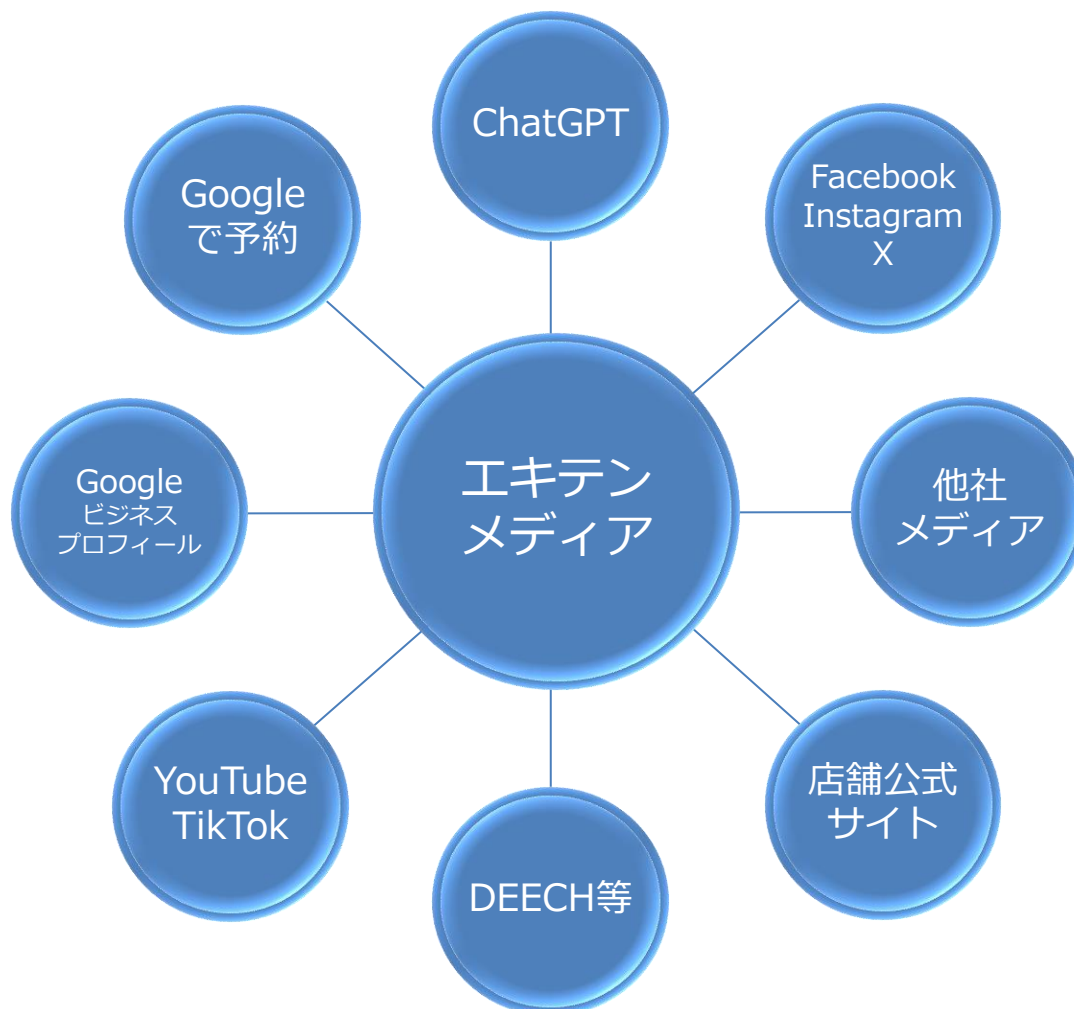 ChatGPT
Google
で予約
Facebook
Instagram
X
エキテン
メディア
Google
ビジネス
プロフィール
他社
メディア
YouTube
TikTok
店舗公式
サイト
DEECH等